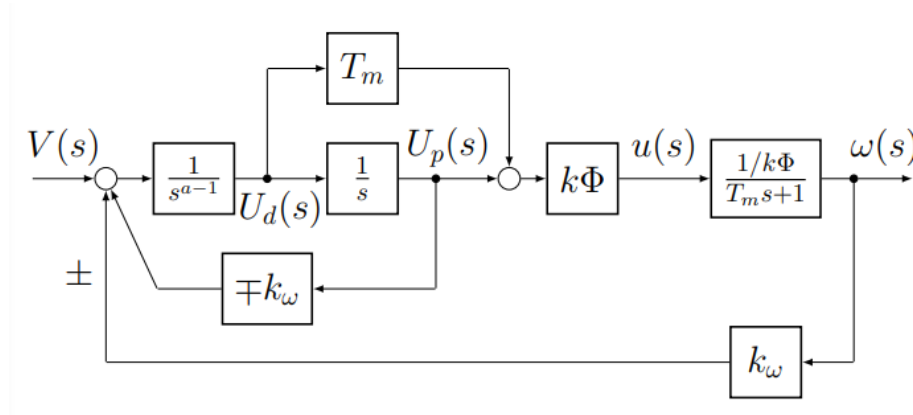 T_m
V(s)
1/s^{a-1}
U_d(s)
1/s
U_p(s)
kΦ
u(s)
1/kΦ
T_m s+1
ω(s)
±
∓k_ω
k_ω